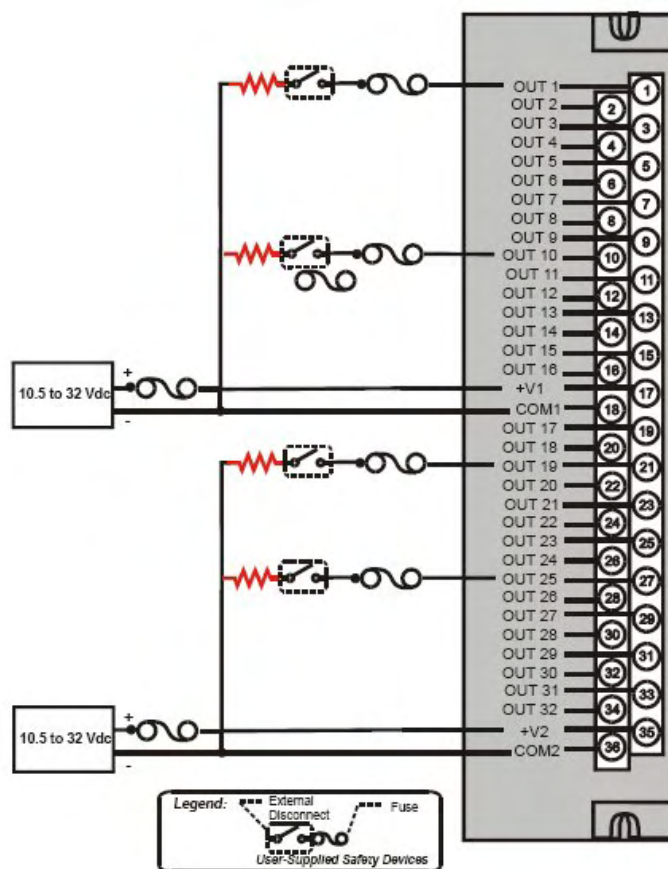 OUT 1
OUT 2
OUT 3
OUT 4
OUT 5
OUT 6
OUT 7
OUT 8
OUT 9
OUT 10
OUT 11
OUT 12
OUT 13
OUT 14
OUT 15
OUT 16
+V1
COM1
OUT 17
OUT 18
OUT 19
OUT 20
OUT 21
OUT 22
OUT 23
OUT 24
OUT 25
OUT 26
OUT 27
OUT 28
OUT 29
OUT 30
OUT 31
OUT 32
+V2
COM2
1
2
3
4
5
6
7
8
9
10
11
12
13
14
15
16
17
18
19
20
21
22
23
24
25
26
27
28
29
30
31
32
33
34
35
36
+
10.5 to 32 Vdc
-
+
10.5 to 32 Vdc
-
Legend:
External
Disconnect
Fuse
User-Supplied Safety Devices